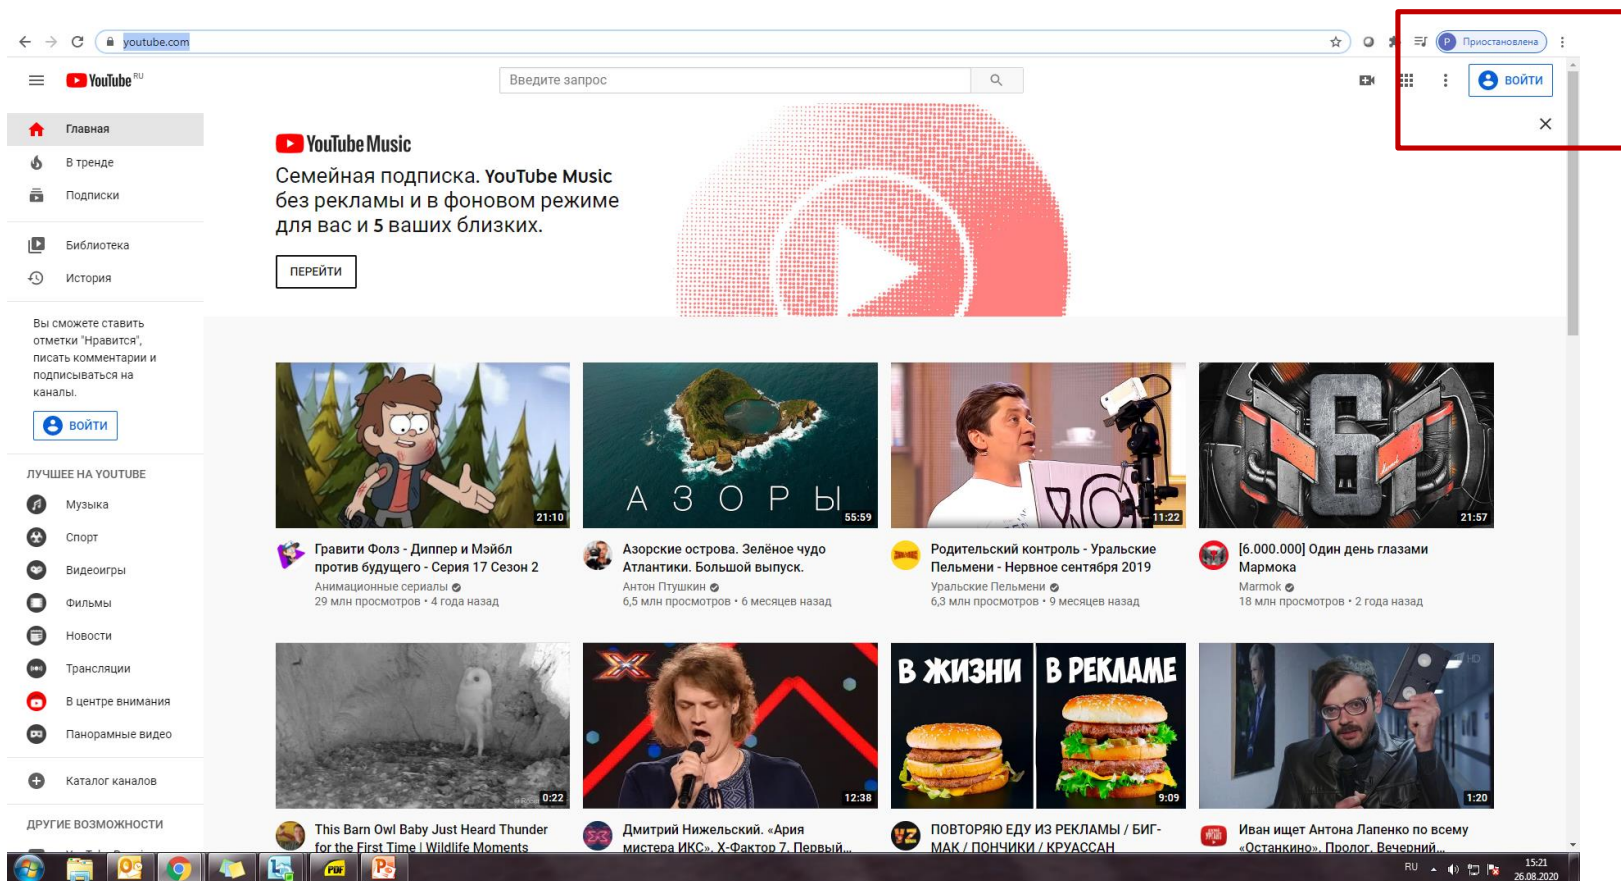 youtube.com
Приостановлена
YouTube RU
Введите запрос
ВОЙТИ
Главная
В тренде
Подписки
Библиотека
История
Вы сможете ставить
отметки "Нравится",
писать комментарии и
подписываться на
каналы.
ВОЙТИ
ЛУЧШЕЕ НА YOUTUBE
Музыка
Спорт
Видеоигры
Фильмы
Новости
Трансляции
В центре внимания
Панорамные видео
Каталог каналов
ДРУГИЕ ВОЗМОЖНОСТИ
YouTube Music
Семейная подписка. YouTube Music
без рекламы и в фоновом режиме
для вас и 5 ваших близких.
ПЕРЕЙТИ
21:10
Гравити Фолз - Диппер и Мэйбл
против будущего - Серия 17 Сезон 2
Анимационные сериалы
29 млн просмотров • 4 года назад
АЗОРЫ
55:59
Азорские острова. Зелёное чудо
Атлантики. Большой выпуск.
Антон Птушкин
6,5 млн просмотров • 6 месяцев назад
11:22
Родительский контроль - Уральские
Пельмени - Нервное сентября 2019
Уральские Пельмени
6,3 млн просмотров • 9 месяцев назад
6
21:57
[6.000.000] Один день глазами
Мармока
Marmok
18 млн просмотров • 2 года назад
0:22
This Barn Owl Baby Just Heard Thunder
for the First Time | Wildlife Moments
12:38
Дмитрий Нижельский. «Ария
мистера ИКС». Х-Фактор 7. Первый...
В ЖИЗНИ
В РЕКЛАМЕ
9:09
ПОВТОРЯЮ ЕДУ ИЗ РЕКЛАМЫ / БИГ-
МАК / ПОНЧИКИ / КРУАССАН
HD
1:20
Иван ищет Антона Лапенко по всему
«Останкино». Пролог. Вечерний...
PDF
RU
15:21
26.08.2020